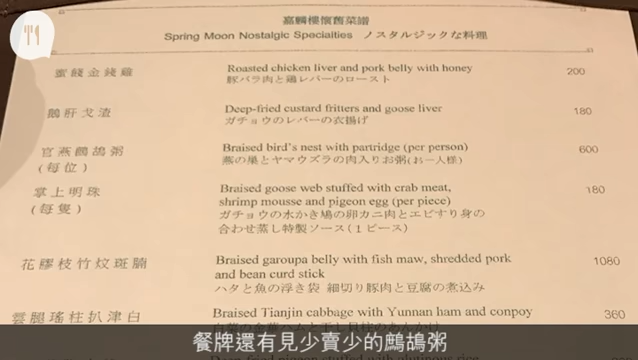 嘉麟樓懷舊菜譜
Spring Moon Nostalgic Specialties ノスタルジックな料理
蜜餞金錢雞 Roasted chicken liver and pork belly with honey 200
豚バラ肉と鶏レバーのロースト
鵝肝戈渣 Deep-fried custard fritters and goose liver 180
ガチョウのレバーの衣揚げ
官燕鷓鴣粥 Braised bird's nest with partridge (per person) 600
(每位) 燕の巣とヤマウズラの肉入りお粥(お一人様)
掌上明珠 Braised goose web stuffed with crab meat, 180
(每隻) shrimp mousse and pigeon egg (per piece)
ガチョウの水かき鳩の卵カニ肉とエビすり身の
合わせ蒸し特製ソース(1ピース)
花膠枝竹炆斑腩 Braised garoupa belly with fish maw, shredded pork 1080
and bean curd stick
ハタと魚の浮き袋 細切り豚肉と豆腐の煮込み
雲腿瑤柱扒津白 Braised Tianjin cabbage with Yunnan ham and conpoy 360
餐牌還有見少賣少的鷓鴣粥